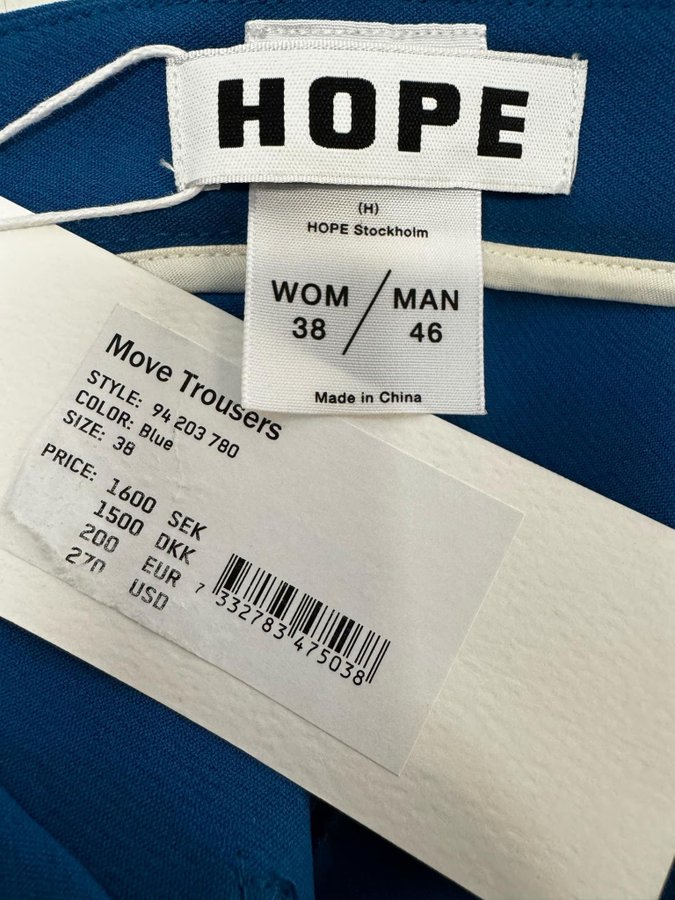 HOPE
(H)
HOPE Stockholm
WOM / MAN
38 46
Made in China
Move Trousers
STYLE: 94 203 780
COLOR: Blue
SIZE: 38
PRICE: 1600 SEK
1500 DKK
200 EUR
270 USD
7 332783 475038